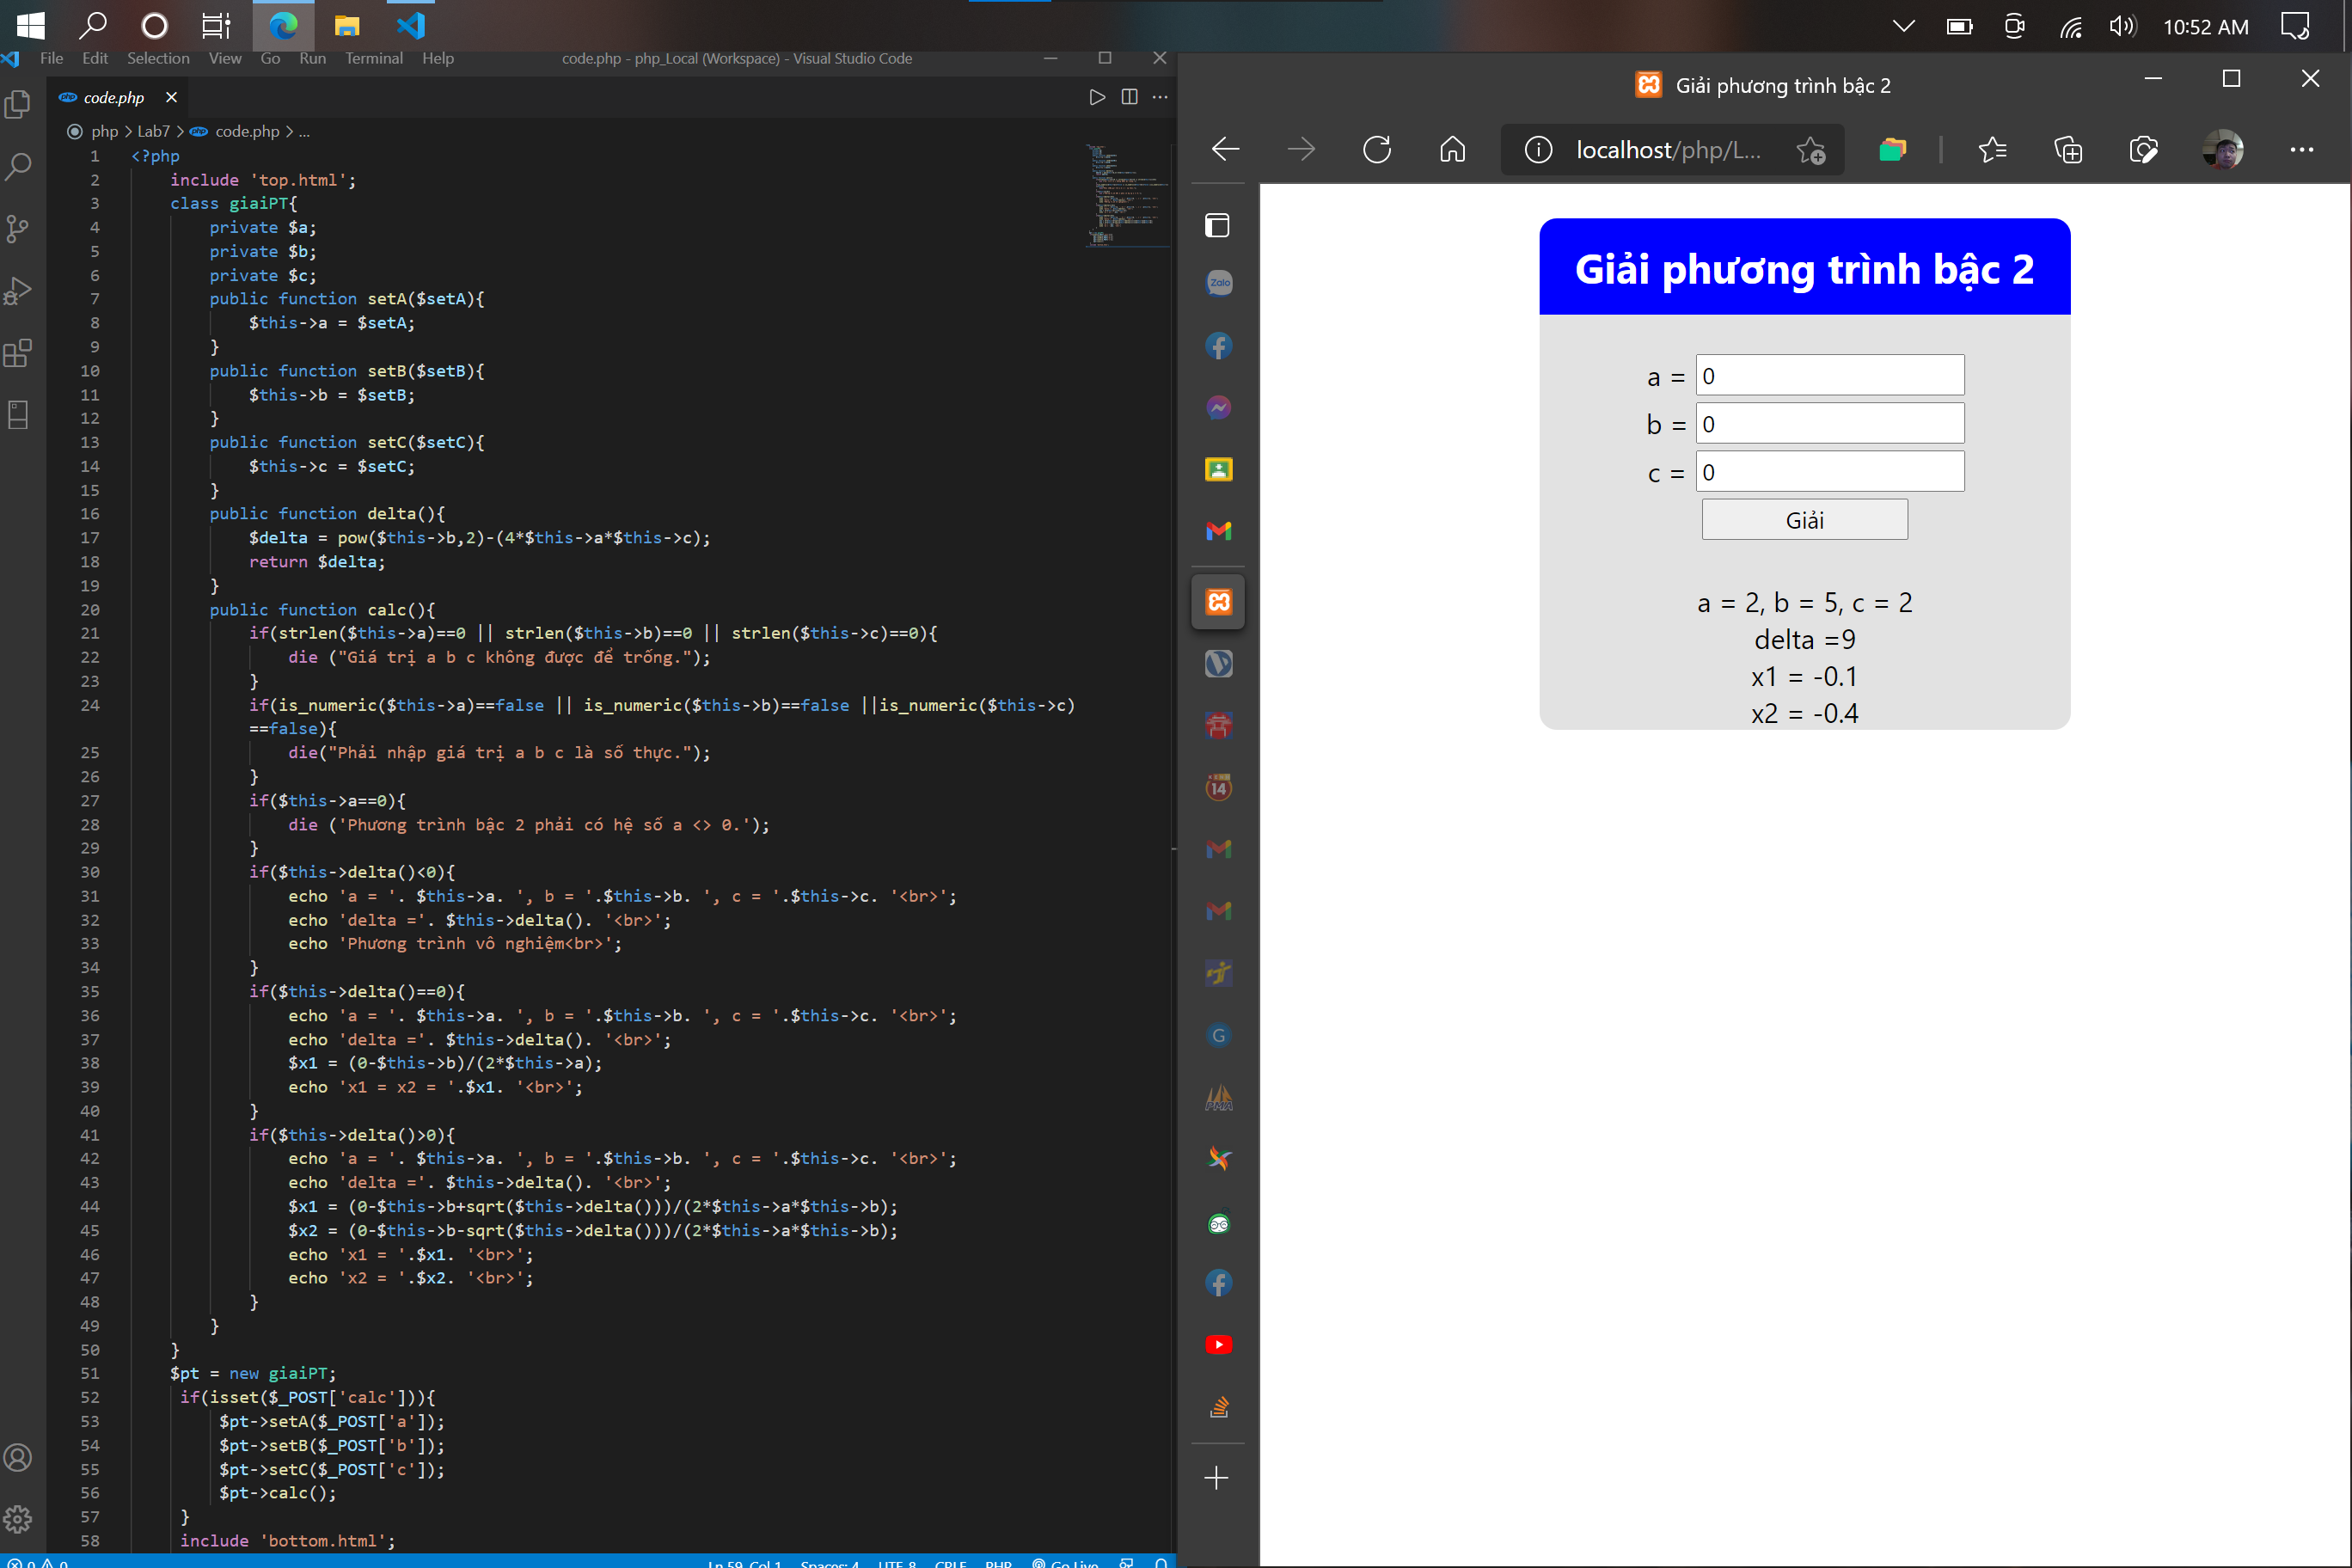 10:52 AM
File Edit Selection View Go Run Terminal Help code.php - php_Local (Workspace) - Visual Studio Code
code.php
php > Lab7 > code.php > ...
1 <?php
2 include 'top.html';
3 class giaiPT{
4 private $a;
5 private $b;
6 private $c;
7 public function setA($setA){
8 $this->a = $setA;
9 }
10 public function setB($setB){
11 $this->b = $setB;
12 }
13 public function setC($setC){
14 $this->c = $setC;
15 }
16 public function delta(){
17 $delta = pow($this->b,2)-(4*$this->a*$this->c);
18 return $delta;
19 }
20 public function calc(){
21 if(strlen($this->a)==0 || strlen($this->b)==0 || strlen($this->c)==0){
22 die ("Giá trị a b c không được để trống.");
23 }
24 if(is_numeric($this->a)==false || is_numeric($this->b)==false ||is_numeric($this->c)
==false){
25 die("Phải nhập giá trị a b c là số thực.");
26 }
27 if($this->a==0){
28 die ('Phương trình bậc 2 phải có hệ số a <> 0.');
29 }
30 if($this->delta()<0){
31 echo 'a = '. $this->a. ', b = '.$this->b. ', c = '.$this->c. '<br>';
32 echo 'delta ='. $this->delta(). '<br>';
33 echo 'Phương trình vô nghiệm<br>';
34 }
35 if($this->delta()==0){
36 echo 'a = '. $this->a. ', b = '.$this->b. ', c = '.$this->c. '<br>';
37 echo 'delta ='. $this->delta(). '<br>';
38 $x1 = (0-$this->b)/(2*$this->a);
39 echo 'x1 = x2 = '.$x1. '<br>';
40 }
41 if($this->delta()>0){
42 echo 'a = '. $this->a. ', b = '.$this->b. ', c = '.$this->c. '<br>';
43 echo 'delta ='. $this->delta(). '<br>';
44 $x1 = (0-$this->b+sqrt($this->delta()))/(2*$this->a*$this->b);
45 $x2 = (0-$this->b-sqrt($this->delta()))/(2*$this->a*$this->b);
46 echo 'x1 = '.$x1. '<br>';
47 echo 'x2 = '.$x2. '<br>';
48 }
49 }
50 }
51 $pt = new giaiPT;
52 if(isset($_POST['calc'])){
53 $pt->setA($_POST['a']);
54 $pt->setB($_POST['b']);
55 $pt->setC($_POST['c']);
56 $pt->calc();
57 }
58 include 'bottom.html';
0 0 Ln 59, Col 1 Spaces: 4 UTF-8 CRLF PHP Go Live
Giải phương trình bậc 2
localhost/php/L...
Zalo
14
G
PMA
Giải phương trình bậc 2
a = 0
b = 0
c = 0
Giải
a = 2, b = 5, c = 2
delta =9
x1 = -0.1
x2 = -0.4